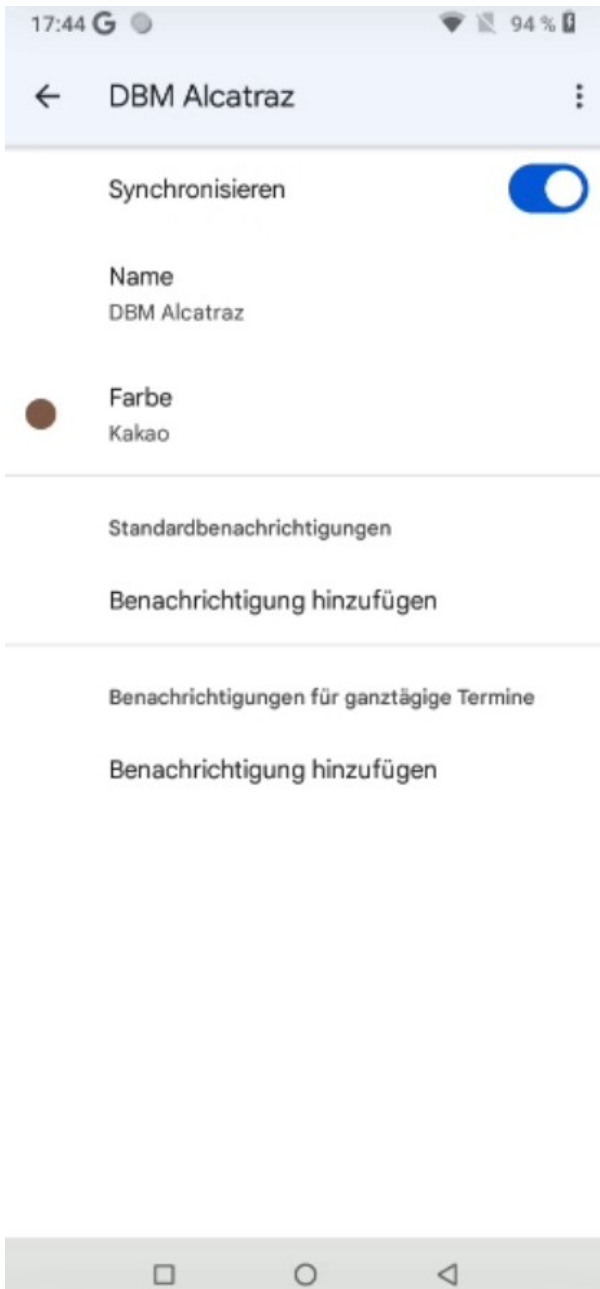 17:44 G 94 %
DBM Alcatraz
Synchronisieren
Name
DBM Alcatraz
Farbe
Kakao
Standardbenachrichtigungen
Benachrichtigung hinzufügen
Benachrichtigungen für ganztägige Termine
Benachrichtigung hinzufügen